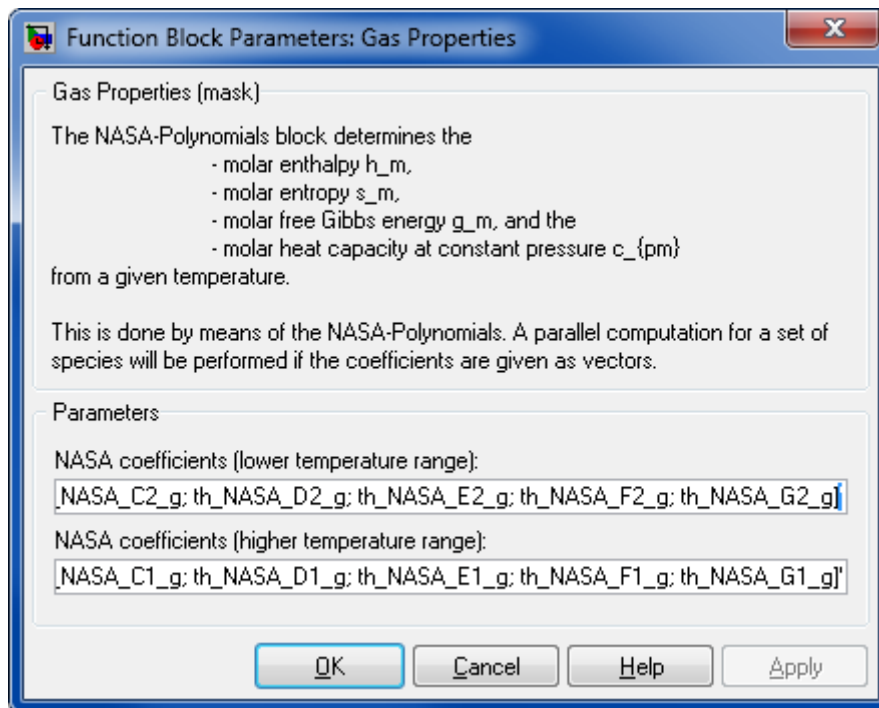 Function Block Parameters: Gas Properties
Gas Properties (mask)
The NASA-Polynomials block determines the
- molar enthalpy h_m,
- molar entropy s_m,
- molar free Gibbs energy g_m, and the
- molar heat capacity at constant pressure c_{pm}
from a given temperature.
This is done by means of the NASA-Polynomials. A parallel computation for a set of
species will be performed if the coefficients are given as vectors.
Parameters
NASA coefficients (lower temperature range):
_NASA_C2_g; th_NASA_D2_g; th_NASA_E2_g; th_NASA_F2_g; th_NASA_G2_g]'
NASA coefficients (higher temperature range):
_NASA_C1_g; th_NASA_D1_g; th_NASA_E1_g; th_NASA_F1_g; th_NASA_G1_g]'
OK Cancel Help Apply